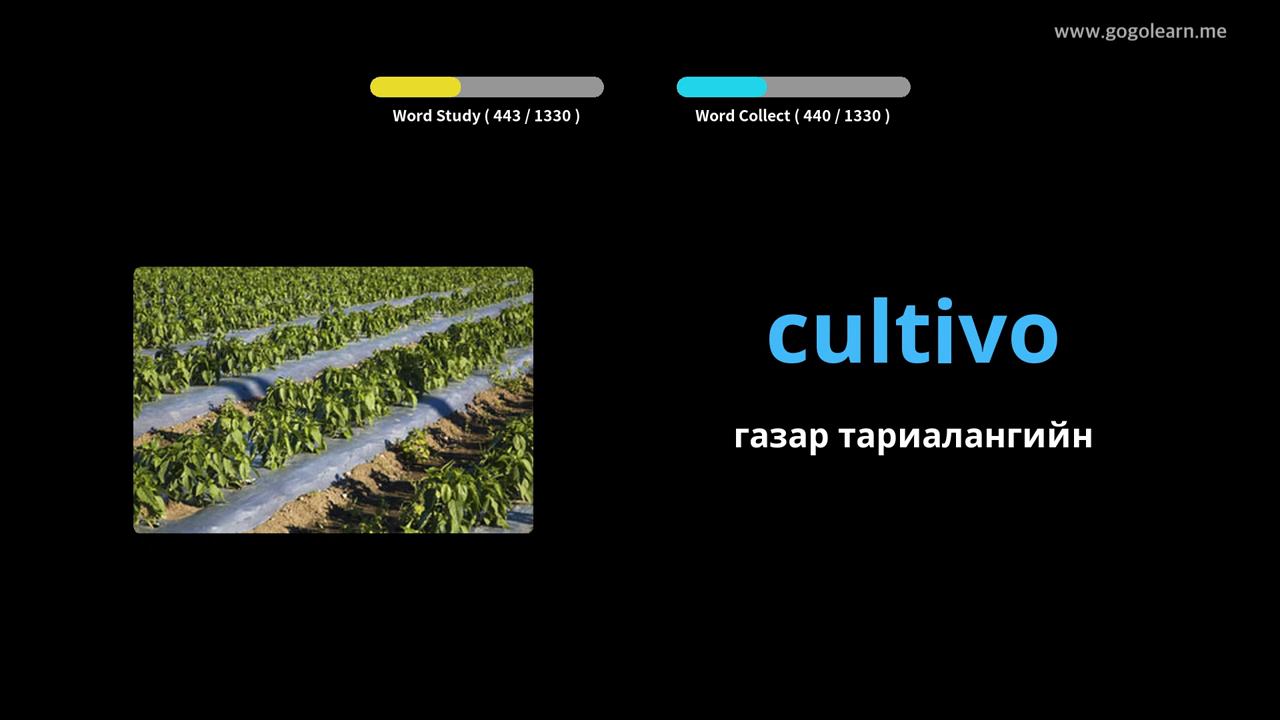 www.gogolearn.me
Word Study ( 443 / 1330 )
Word Collect ( 440 / 1330 )
cultivo
газар тариалангийн